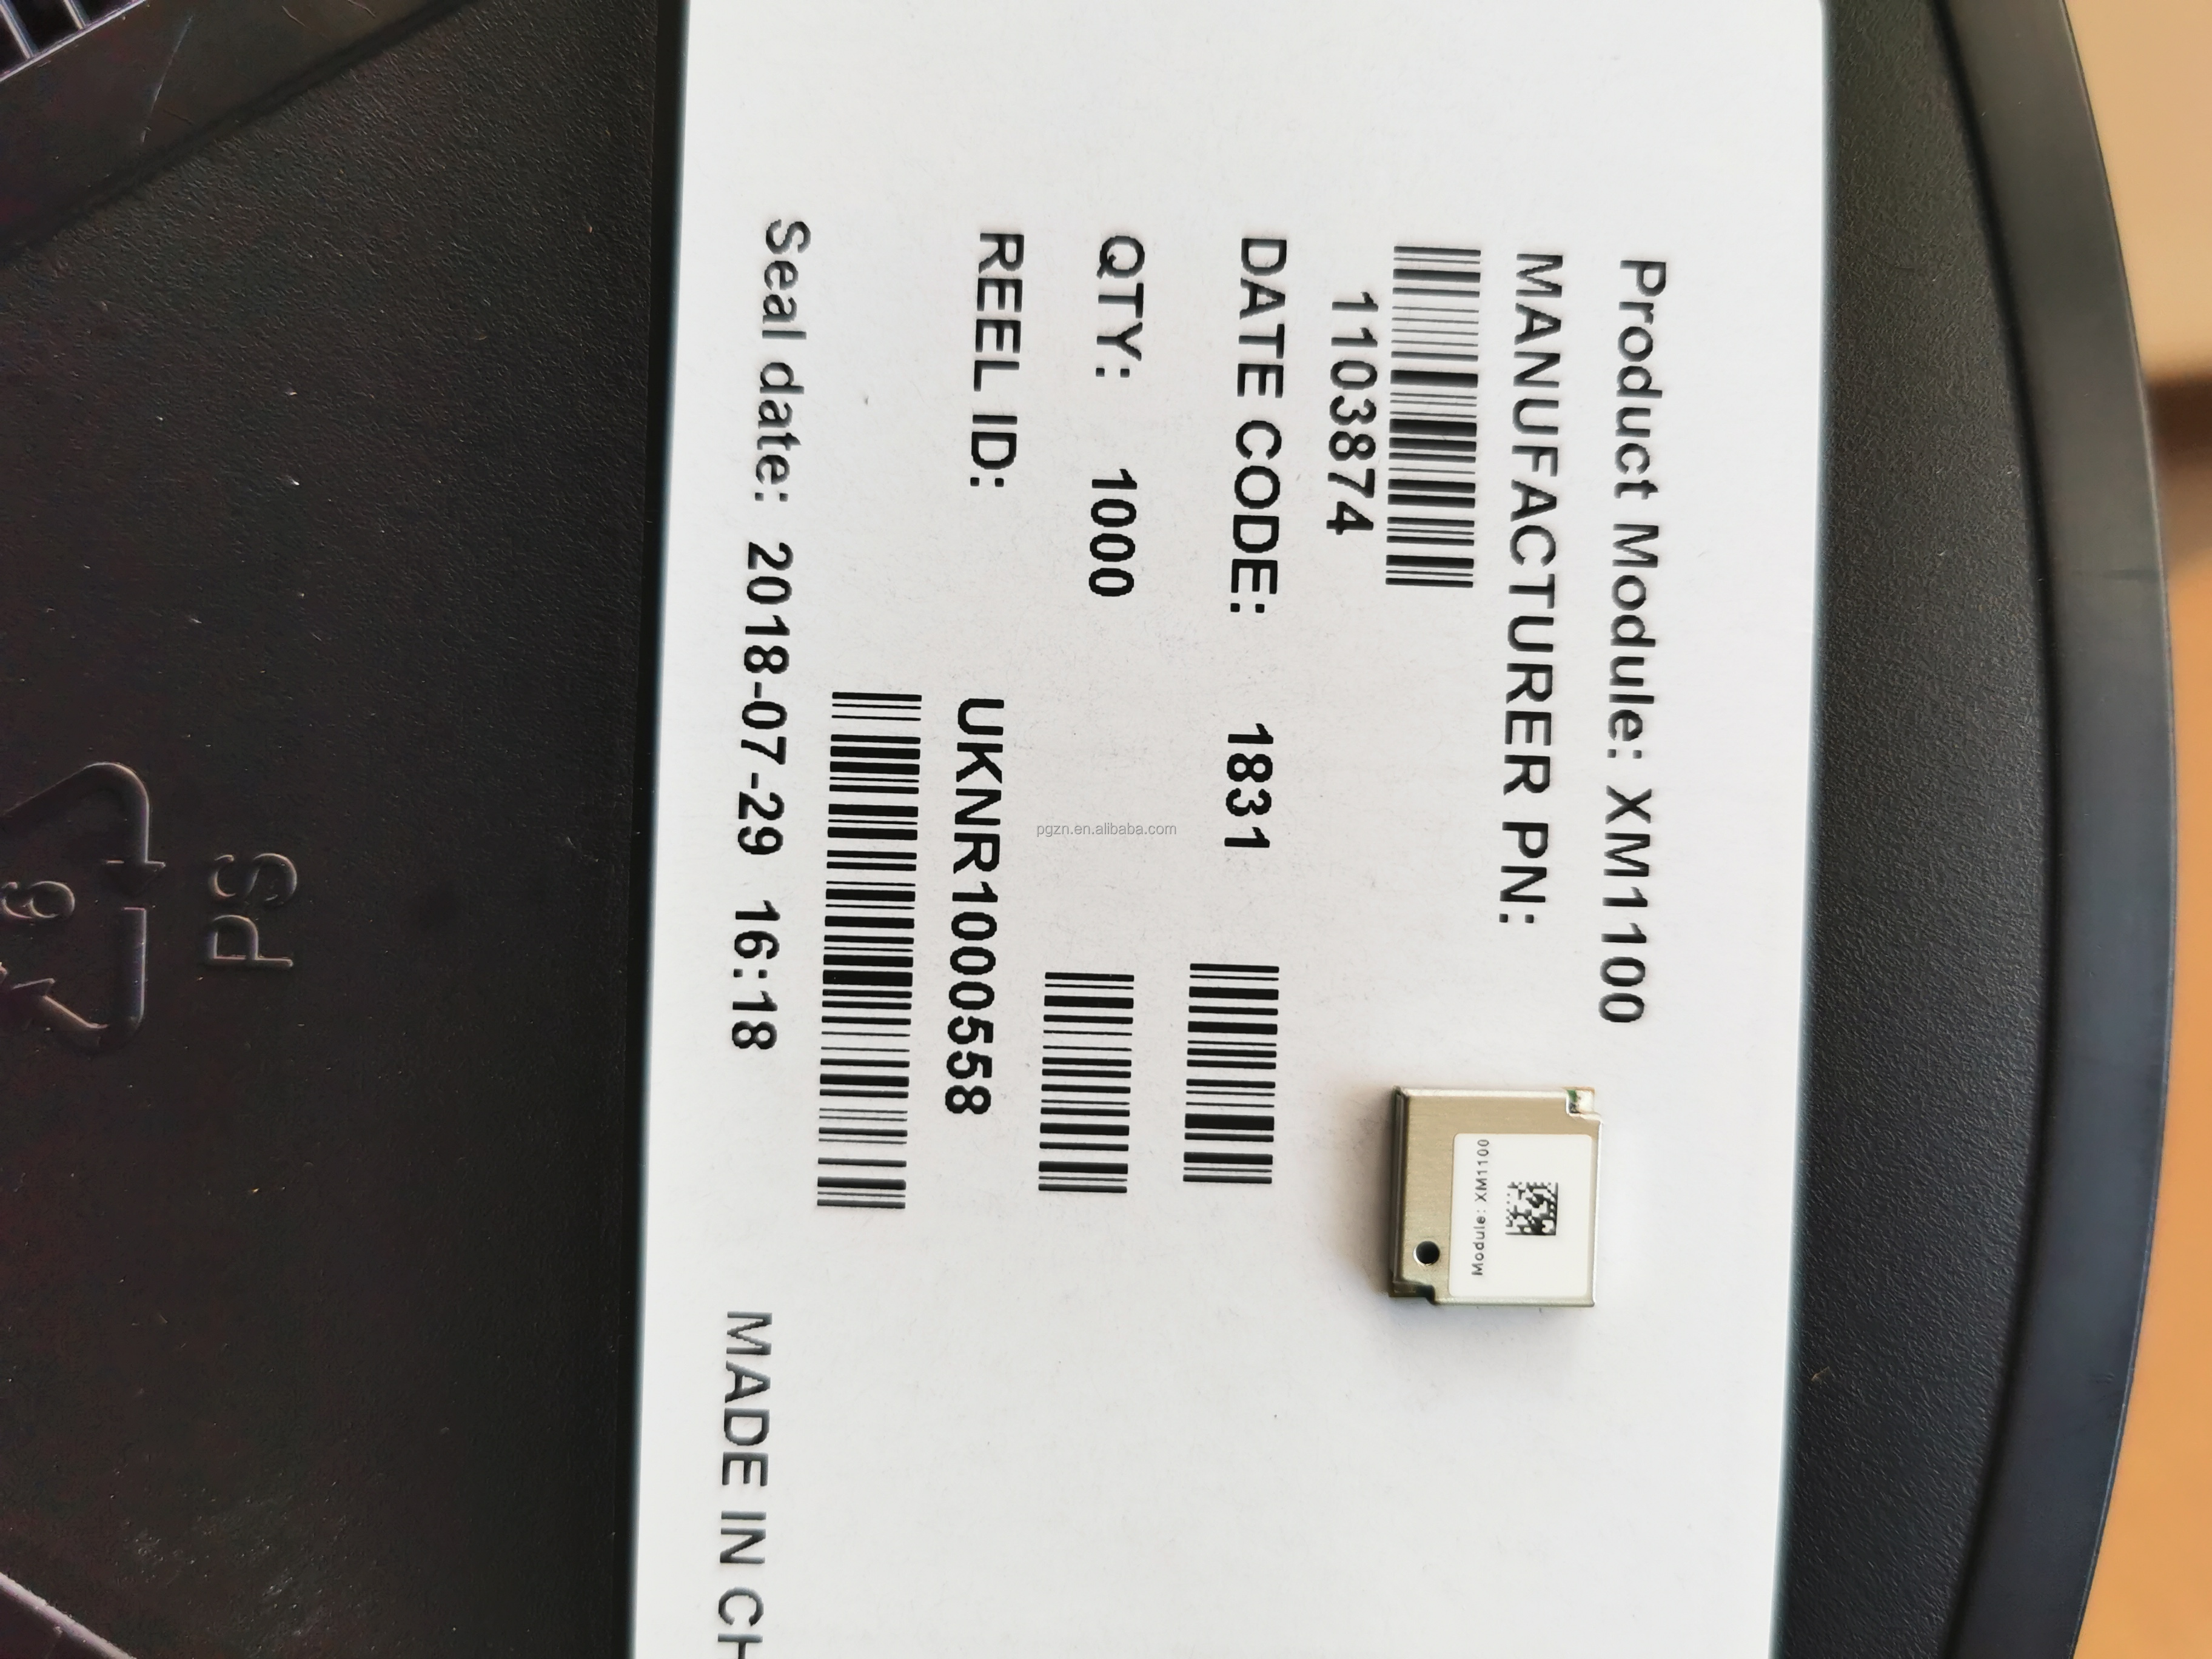 Product Module: XM1100
MANUFACTURER PN:
1103874
DATE CODE: 1831
QTY: 1000
REEL ID:
UKNR1000558
Seal date: 2018-07-29 16:18
MADE IN CH
Module: XM1100
pgzn.en.alibaba.com
6
PS